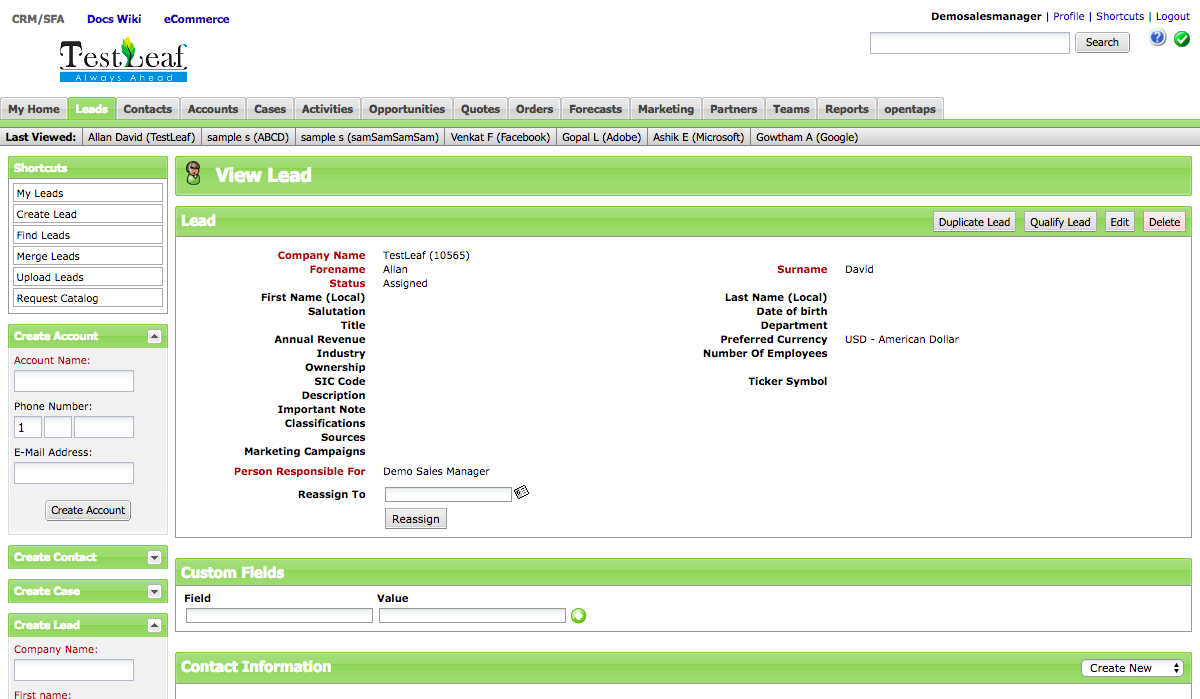 CRM/SFA Docs Wiki eCommerce
Demosalesmanager | Profile | Shortcuts | Logout
TestLeaf
Always Ahead
Search
My Home Leads Contacts Accounts Cases Activities Opportunities Quotes Orders Forecasts Marketing Partners Teams Reports opentaps
Last Viewed: Allan David (TestLeaf) sample s (ABCD) sample s (samSamSamSam) Venkat F (Facebook) Gopal L (Adobe) Ashik E (Microsoft) Gowtham A (Google)
Shortcuts
My Leads
Create Lead
Find Leads
Merge Leads
Upload Leads
Request Catalog
Create Account
Account Name:
Phone Number:
1
E-Mail Address:
Create Account
Create Contact
Create Case
Create Lead
Company Name:
First name:
View Lead
Lead
Duplicate Lead Qualify Lead Edit Delete
Company Name TestLeaf (10565)
Forename Allan Surname David
Status Assigned
First Name (Local) Last Name (Local)
Salutation Date of birth
Title Department
Annual Revenue Preferred Currency USD - American Dollar
Industry Number Of Employees
Ownership
SIC Code Ticker Symbol
Description
Important Note
Classifications
Sources
Marketing Campaigns
Person Responsible For Demo Sales Manager
Reassign To
Reassign
Custom Fields
Field Value
Contact Information
Create New